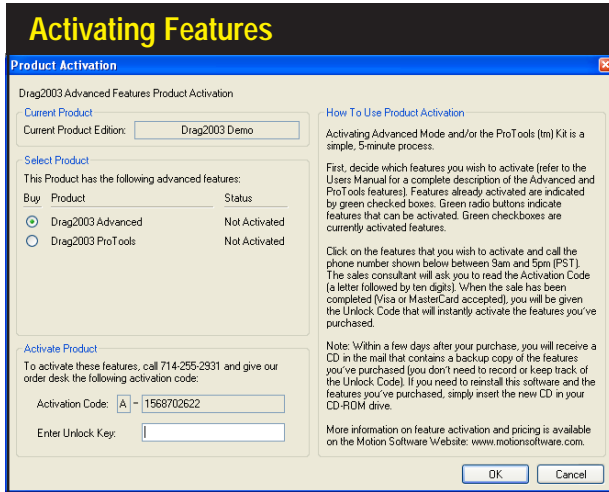 Activating Features
Product Activation
Drag2003 Advanced Features Product Activation
Current Product
Current Product Edition: Drag2003 Demo
Select Product
This Product has the following advanced features:
Buy Product Status
Drag2003 Advanced Not Activated
Drag2003 ProTools Not Activated
Activate Product
To activate these features, call 714-255-2931 and give our
order desk the following activation code:
Activation Code: A - 1568702622
Enter Unlock Key:
How To Use Product Activation
Activating Advanced Mode and/or the ProTools (tm) Kit is a
simple, 5-minute process.
First, decide which features you wish to activate (refer to the
Users Manual for a complete description of the Advanced and
ProTools features). Features already activated are indicated
by green checked boxes. Green radio buttons indicate
features that can be activated. Green checkboxes are
currently activated features.
Click on the features that you wish to activate and call the
phone number shown below between 9am and 5pm (PST).
The sales consultant will ask you to read the Activation Code
(a letter followed by ten digits). When the sale has been
completed (Visa or MasterCard accepted), you will be given
the Unlock Code that will instantly activate the features you've
purchased.
Note: Within a few days after your purchase, you will receive a
CD in the mail that contains a backup copy of the features
you've purchased (you don't need to record or keep track of
the Unlock Code). If you need to reinstall this software and the
features you've purchased, simply insert the new CD in your
CD-ROM drive.
More information on feature activation and pricing is available
on the Motion Software Website: www.motionsoftware.com.
OK Cancel